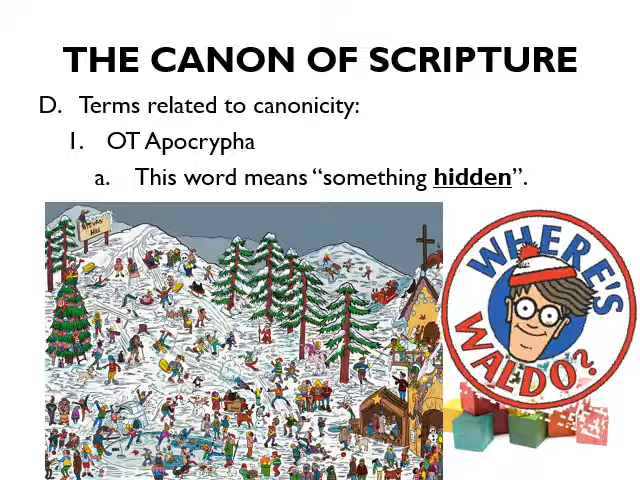 THE CANON OF SCRIPTURE
D. Terms related to canonicity:
1. OT Apocrypha
a. This word means “something hidden”.
WHERE'S
WALDO?